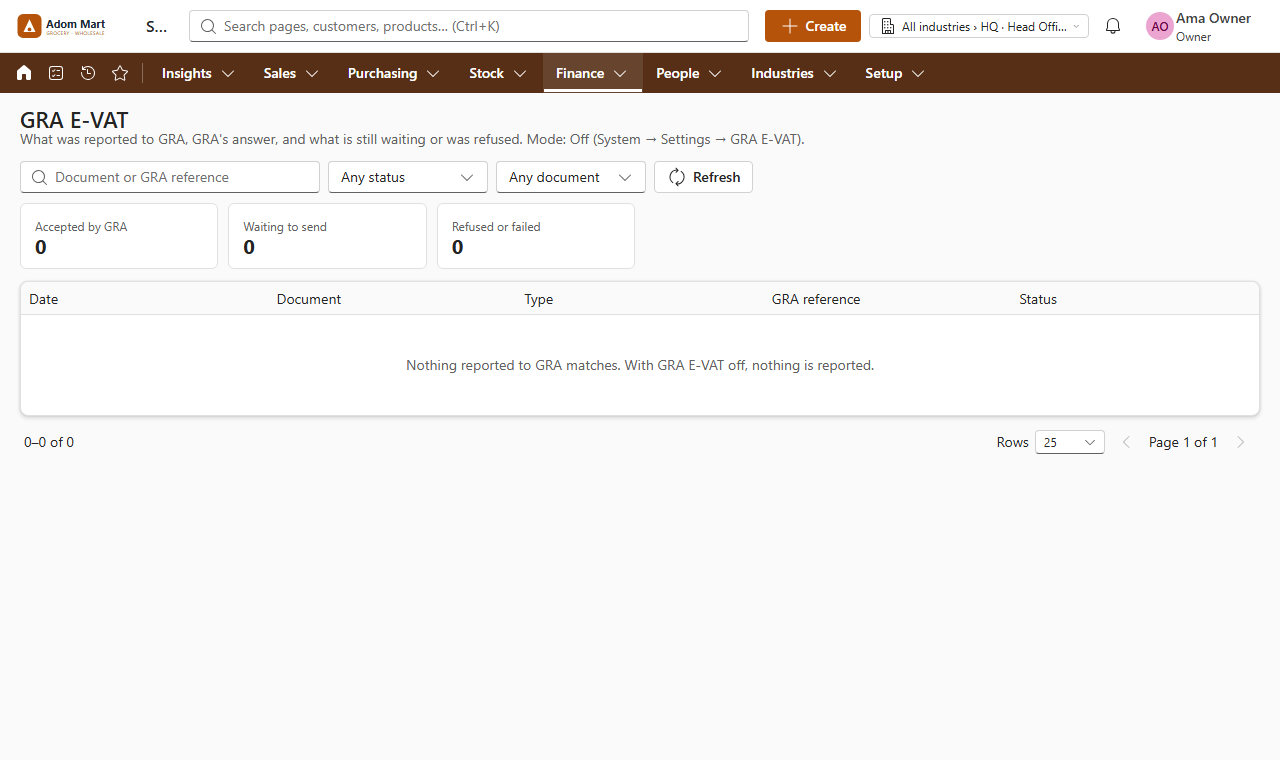 Adom Mart
GROCERY · WHOLESALE
S...
Search pages, customers, products... (Ctrl+K)
Create
All industries › HQ · Head Offi...
AO
Ama Owner
Owner
Insights
Sales
Purchasing
Stock
Finance
People
Industries
Setup
GRA E-VAT
What was reported to GRA, GRA's answer, and what is still waiting or was refused. Mode: Off (System → Settings → GRA E-VAT).
Document or GRA reference
Any status
Any document
Refresh
Accepted by GRA
0
Waiting to send
0
Refused or failed
0
Date Document Type GRA reference Status
Nothing reported to GRA matches. With GRA E-VAT off, nothing is reported.
0–0 of 0
Rows 25 Page 1 of 1